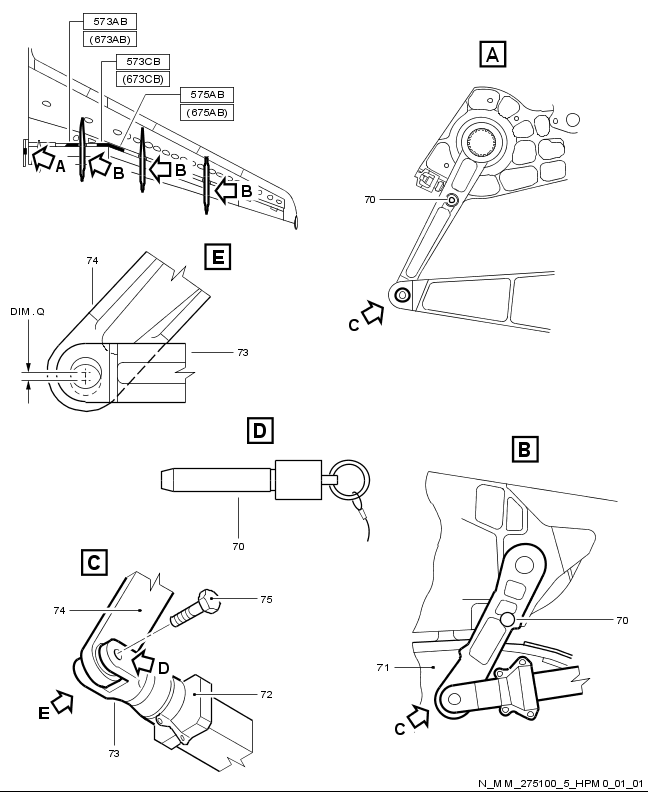 573AB
(673AB)
573CB
(673CB)
575AB
(675AB)
A
B
B
B
A
70
C
E
74
DIM.Q
73
D
70
B
70
71
C
C
75
74
D
72
E
73
N_MM_275100_5_HPM0_01_01